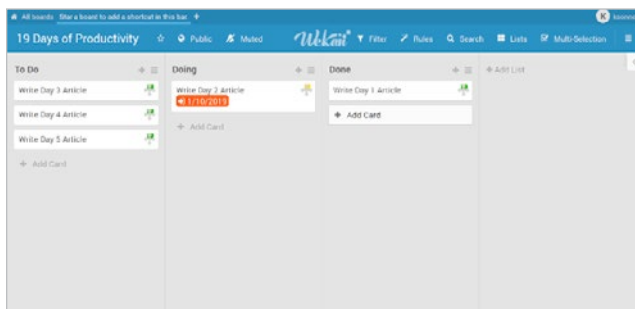 All boards Star a board to add a shortcut in this bar.
19 Days of Productivity Public Muted Wekan Filter Rules Search Lists Multi-Selection
To Do
Write Day 3 Article
Write Day 4 Article
Write Day 5 Article
+ Add Card
Doing
Write Day 2 Article
1/10/2019
+ Add Card
Done
Write Day 1 Article
+ Add Card
+ Add List